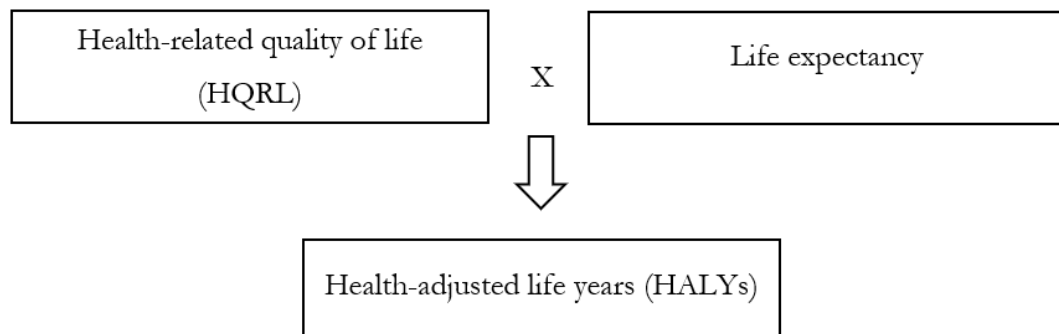 Health-related quality of life
(HQRL)
X
Life expectancy
Health-adjusted life years (HALYs)